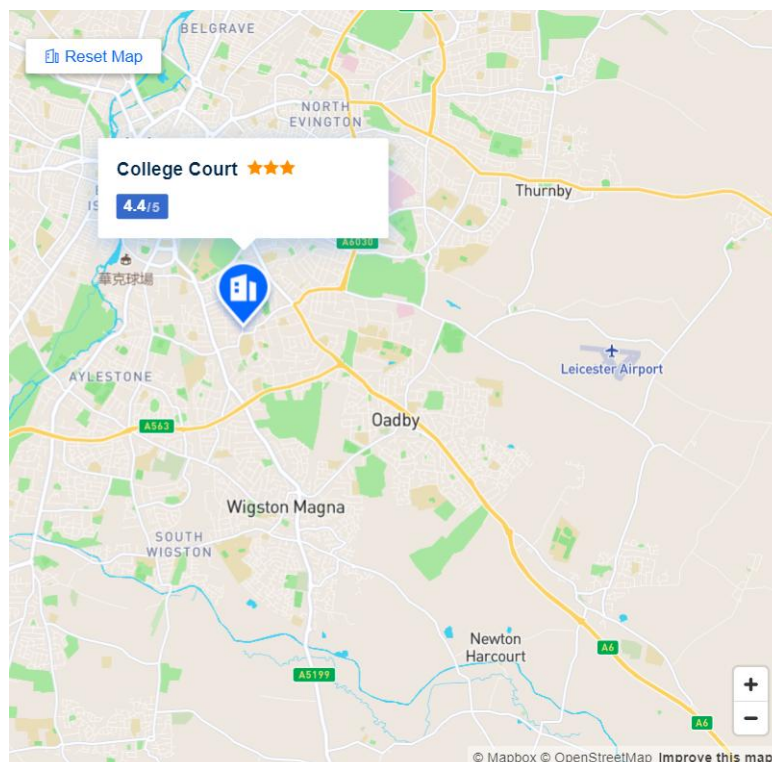 BELGRAVE
Reset Map
NORTH
EVINGTON
College Court
4.4/5
Thurnby
A6030
華克球場
Leicester Airport
AYLESTONE
Oadby
A563
Wigston Magna
SOUTH
WIGSTON
Newton
Harcourt
A6
A5199
A6
© Mapbox © OpenStreetMap Improve this map